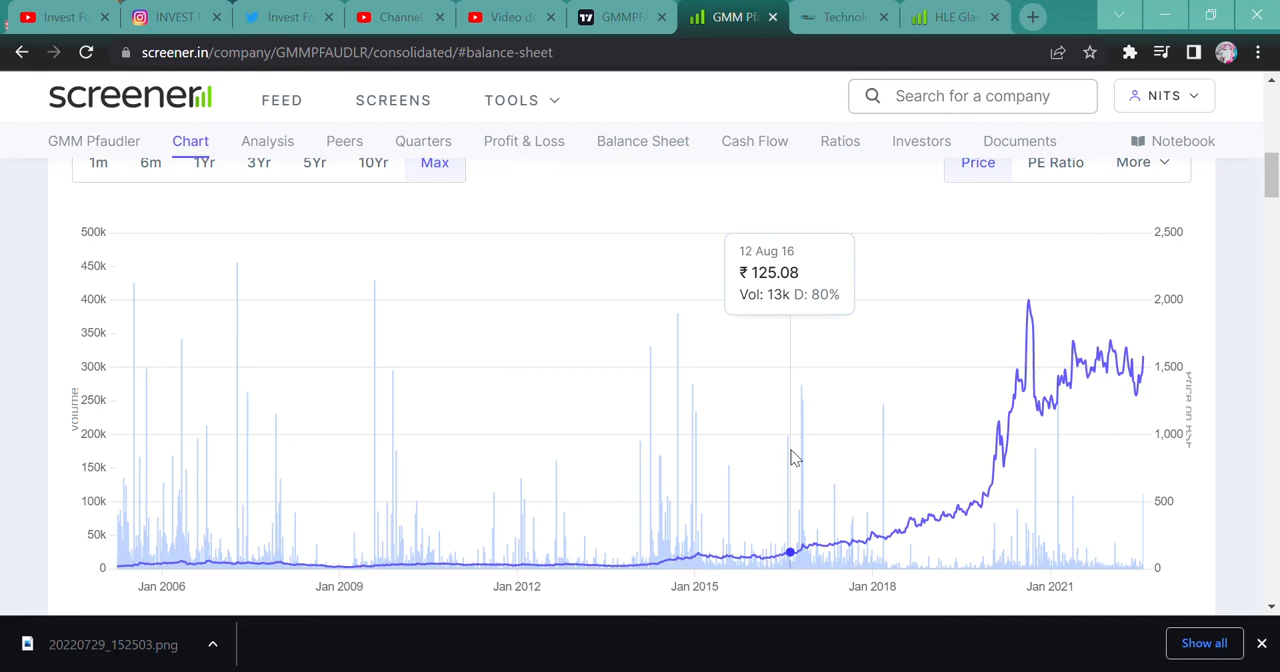 Invest Fo
INVEST F
Invest Fo
Channel
Video de
GMMPFA
GMM Pf
Technol
HLE Glas
screener.in/company/GMMPFAUDLR/consolidated/#balance-sheet
screener
FEED
SCREENS
TOOLS
Search for a company
NITS
GMM Pfaudler
Chart
Analysis
Peers
Quarters
Profit & Loss
Balance Sheet
Cash Flow
Ratios
Investors
Documents
Notebook
1m
6m
1Yr
3Yr
5Yr
10Yr
Max
Price
PE Ratio
More
500k
450k
400k
350k
300k
250k
200k
150k
100k
50k
0
Volume
12 Aug 16
₹ 125.08
Vol: 13k D: 80%
2,500
2,000
1,500
1,000
500
0
Price on BSE
Jan 2006
Jan 2009
Jan 2012
Jan 2015
Jan 2018
Jan 2021
20220729_152503.png
Show all